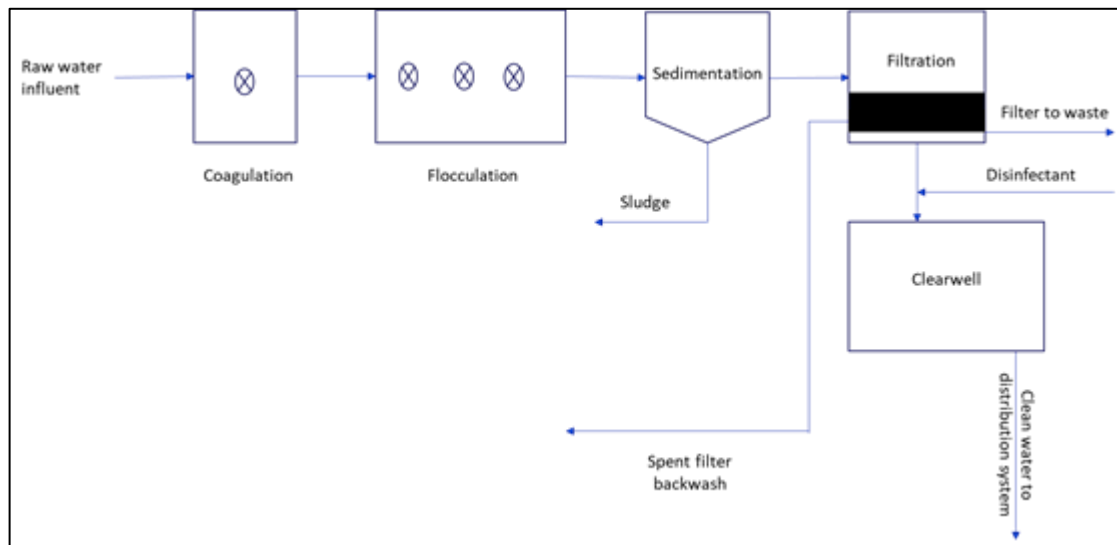 Raw water
influent
Coagulation
Flocculation
Sedimentation
Sludge
Filtration
Filter to waste
Disinfectant
Clearwell
Spent filter
backwash
Clean water to
distribution system